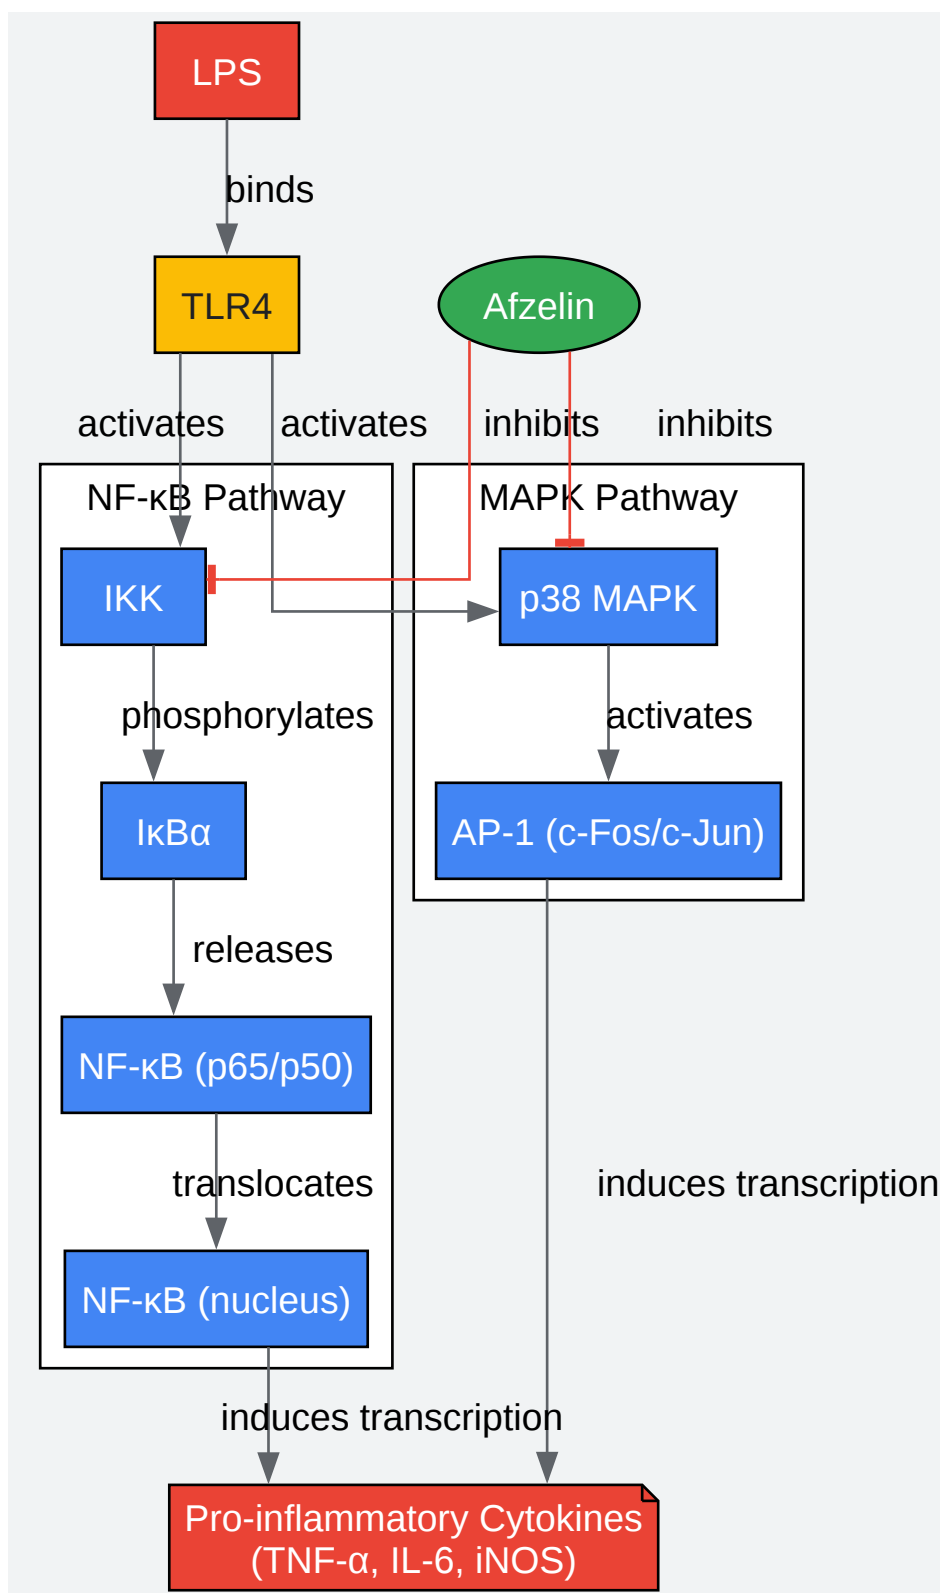 LPS
binds
TLR4
Afzelin
activates
activates
inhibits
inhibits
NF-κB Pathway
MAPK Pathway
IKK
p38 MAPK
phosphorylates
activates
IκBα
AP-1 (c-Fos/c-Jun)
releases
NF-κB (p65/p50)
translocates
induces transcription
NF-κB (nucleus)
induces transcription
Pro-inflammatory Cytokines
(TNF-α, IL-6, iNOS)